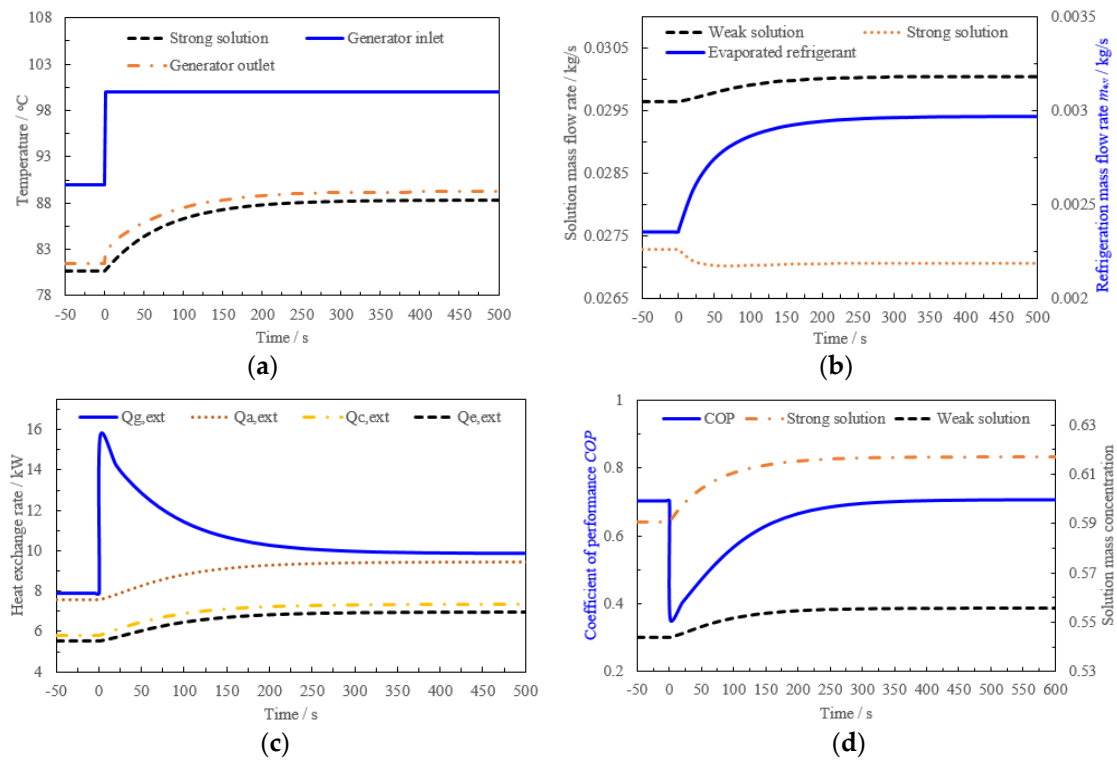 108
103
98
93
88
83
78
Temperature / °C
Strong solution
Generator inlet
Generator outlet
-50 0 50 100 150 200 250 300 350 400 450 500
Time / s
(a)
0.0305
0.0295
0.0285
0.0275
0.0265
Solution mass flow rate / kg/s
Weak solution
Strong solution
Evaporated refrigerant
0.0035
0.003
0.0025
0.002
Refrigeration mass flow rate mev / kg/s
-50 0 50 100 150 200 250 300 350 400 450 500
Time / s
(b)
Qg,ext Qa,ext Qc,ext Qe,ext
16
14
12
10
8
6
4
Heat exchange rate / kW
-50 0 50 100 150 200 250 300 350 400 450 500
Time / s
(c)
1
0.8
0.6
0.4
0.2
Coefficient of performance COP
COP Strong solution Weak solution
0.63
0.61
0.59
0.57
0.55
0.53
Solution mass concentration
-50 0 50 100 150 200 250 300 350 400 450 500 550 600
Time / s
(d)